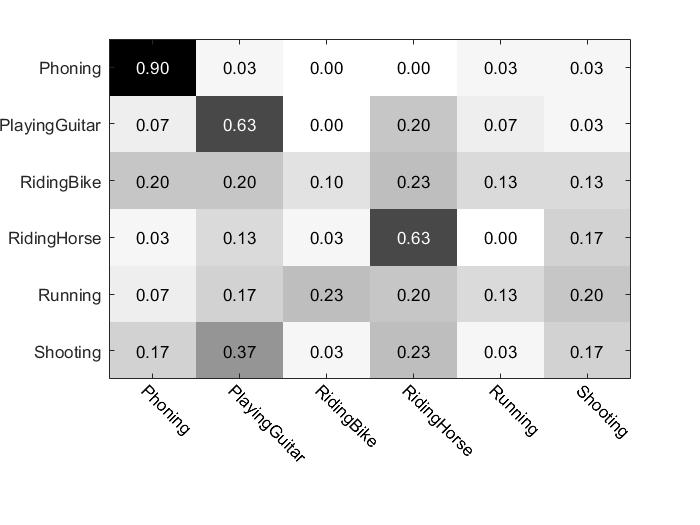 Phoning 0.90 0.03 0.00 0.00 0.03 0.03
PlayingGuitar 0.07 0.63 0.00 0.20 0.07 0.03
RidingBike 0.20 0.20 0.10 0.23 0.13 0.13
RidingHorse 0.03 0.13 0.03 0.63 0.00 0.17
Running 0.07 0.17 0.23 0.20 0.13 0.20
Shooting 0.17 0.37 0.03 0.23 0.03 0.17
Phoning PlayingGuitar RidingBike RidingHorse Running Shooting